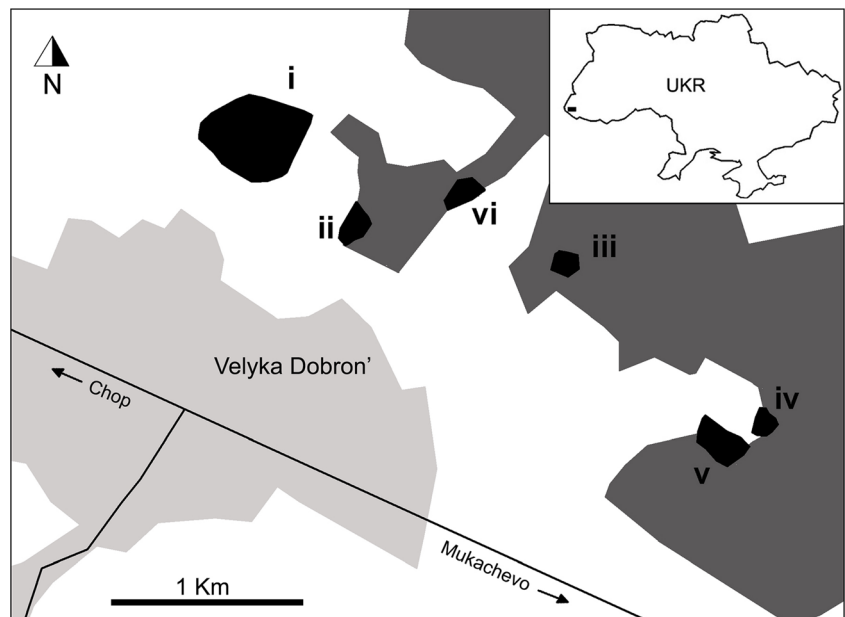 N
i
UKR
ii
vi
iii
Velyka Dobron’
Chop
iv
v
Mukachevo
1 Km